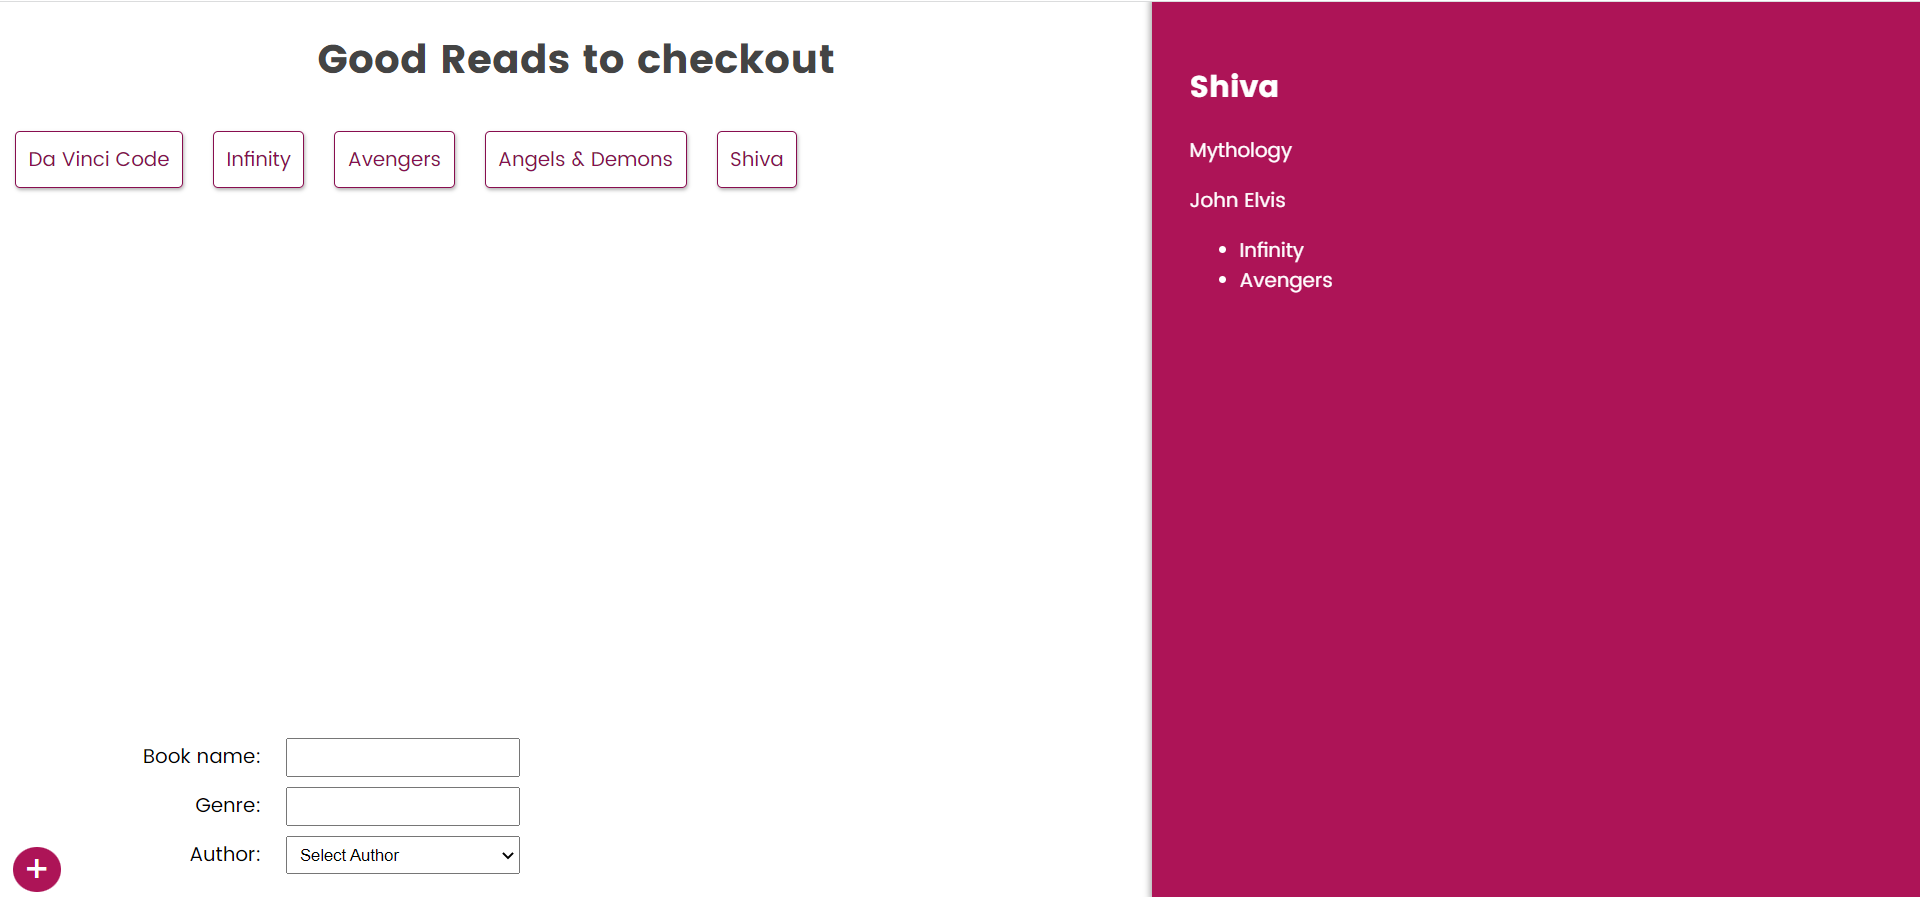 Good Reads to checkout
Da Vinci Code
Infinity
Avengers
Angels & Demons
Shiva
Book name:
Genre:
Author:
Select Author
+
Shiva
Mythology
John Elvis
Infinity
Avengers